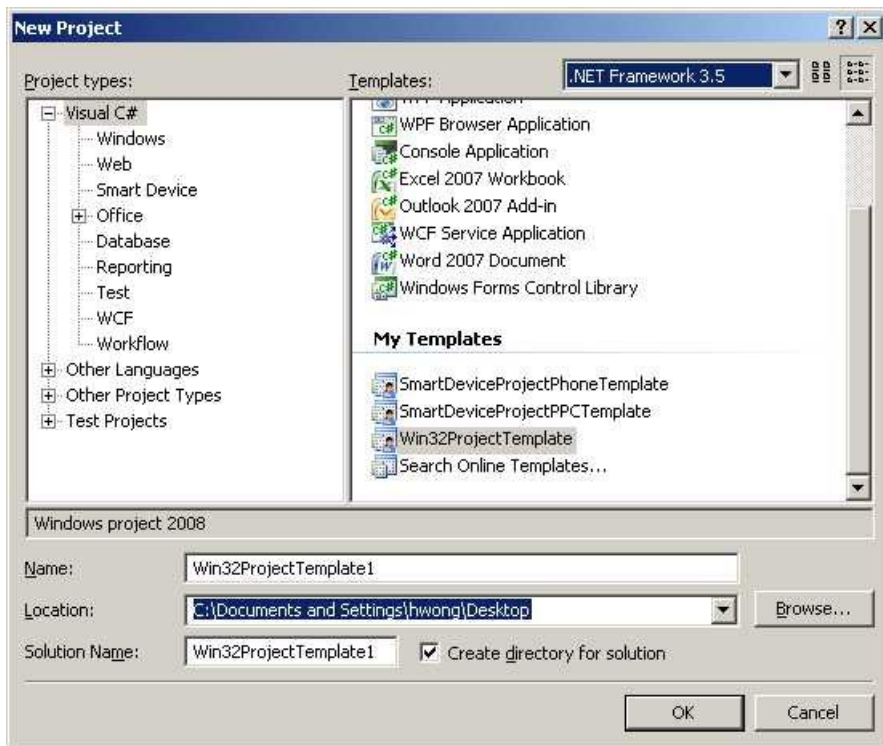 New Project
Project types:
Templates:
.NET Framework 3.5
Visual C#
Windows
Web
Smart Device
Office
Database
Reporting
Test
WCF
Workflow
Other Languages
Other Project Types
Test Projects
WPF Browser Application
Console Application
Excel 2007 Workbook
Outlook 2007 Add-in
WCF Service Application
Word 2007 Document
Windows Forms Control Library
My Templates
SmartDeviceProjectPhoneTemplate
SmartDeviceProjectPPCTemplate
Win32ProjectTemplate
Search Online Templates...
Windows project 2008
Name:
Win32ProjectTemplate1
Location:
C:\Documents and Settings\hwong\Desktop
Browse...
Solution Name:
Win32ProjectTemplate1
Create directory for solution
OK
Cancel